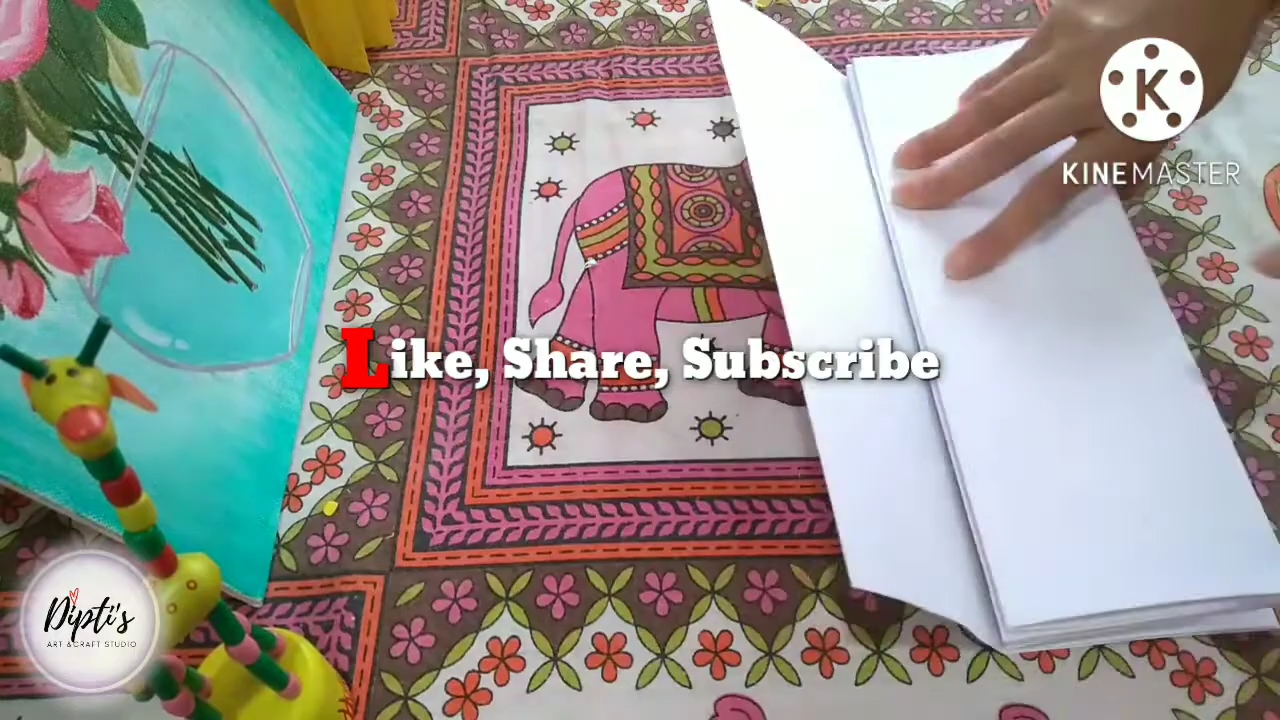 K
KINEMASTER
Like, Share, Subscribe
Dipti's
ART & CRAFT STUDIO